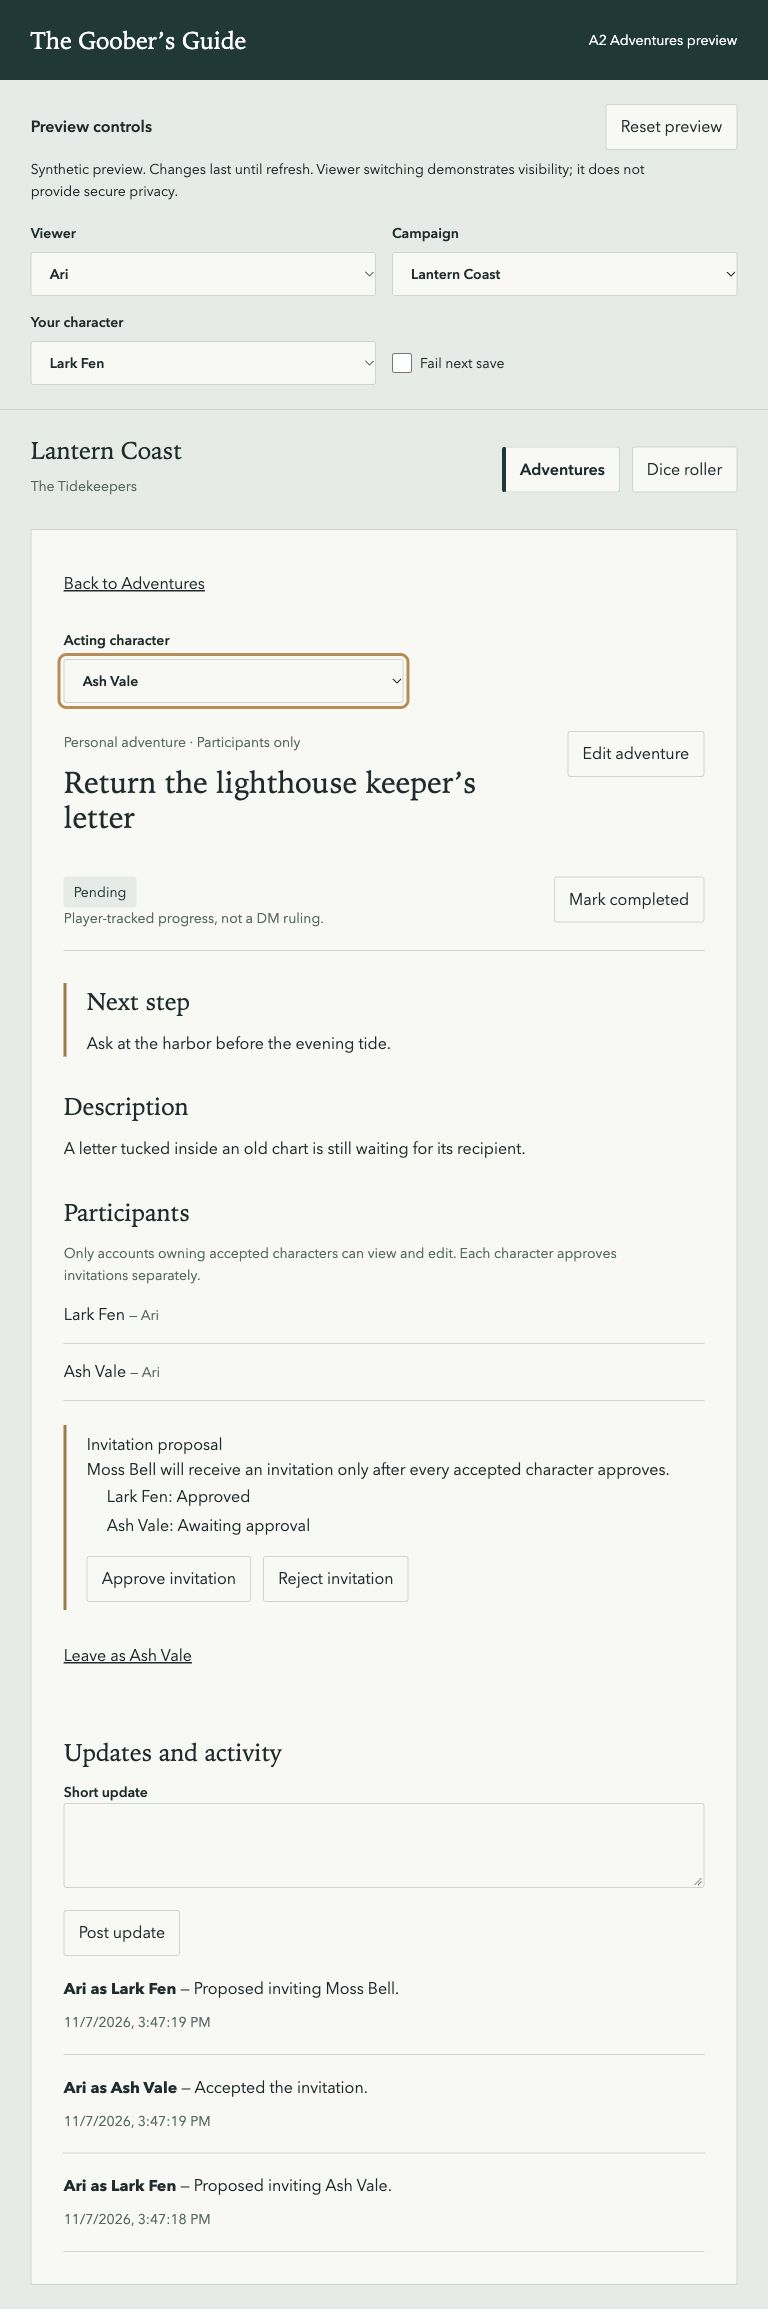 The Goober’s Guide
A2 Adventures preview
Preview controls
Reset preview
Synthetic preview. Changes last until refresh. Viewer switching demonstrates visibility; it does not
provide secure privacy.
Viewer
Campaign
Ari
Lantern Coast
Your character
Lark Fen
Fail next save
Lantern Coast
The Tidekeepers
Adventures
Dice roller
Back to Adventures
Acting character
Ash Vale
Personal adventure · Participants only
Edit adventure
Return the lighthouse keeper’s
letter
Pending
Player-tracked progress, not a DM ruling.
Mark completed
Next step
Ask at the harbor before the evening tide.
Description
A letter tucked inside an old chart is still waiting for its recipient.
Participants
Only accounts owning accepted characters can view and edit. Each character approves
invitations separately.
Lark Fen – Ari
Ash Vale – Ari
Invitation proposal
Moss Bell will receive an invitation only after every accepted character approves.
Lark Fen: Approved
Ash Vale: Awaiting approval
Approve invitation
Reject invitation
Leave as Ash Vale
Updates and activity
Short update
Post update
Ari as Lark Fen – Proposed inviting Moss Bell.
11/7/2026, 3:47:19 PM
Ari as Ash Vale – Accepted the invitation.
11/7/2026, 3:47:19 PM
Ari as Lark Fen – Proposed inviting Ash Vale.
11/7/2026, 3:47:18 PM